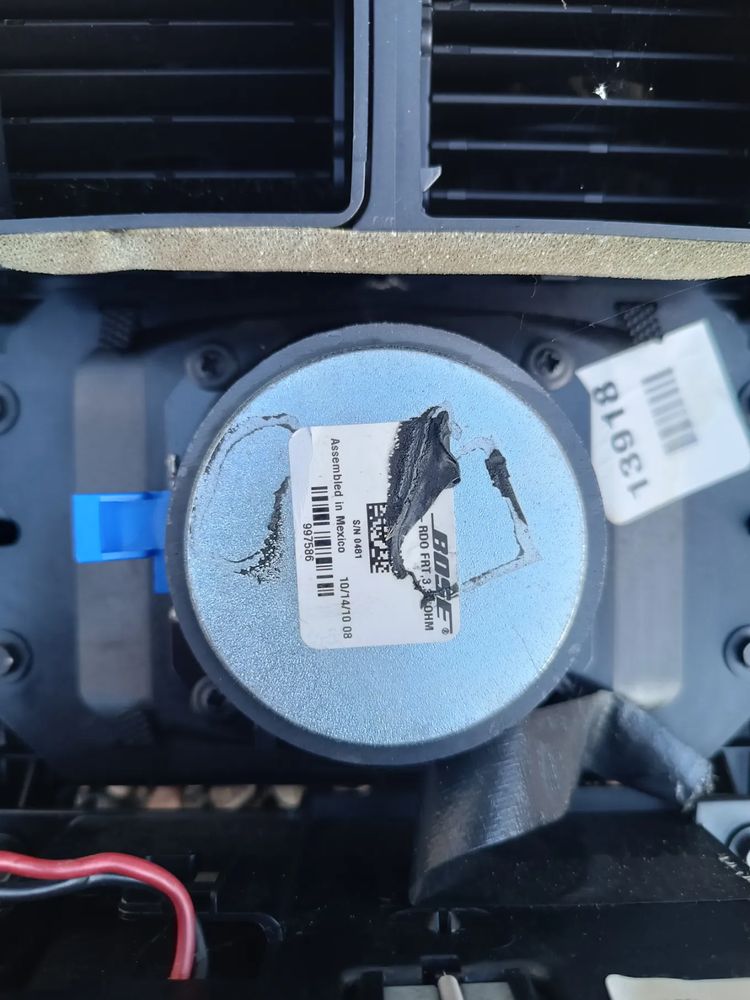 BOSE®
RDO FRT 3. OHM
S/N 0481
10/14/10 08
Assembled in Mexico
997586
13918